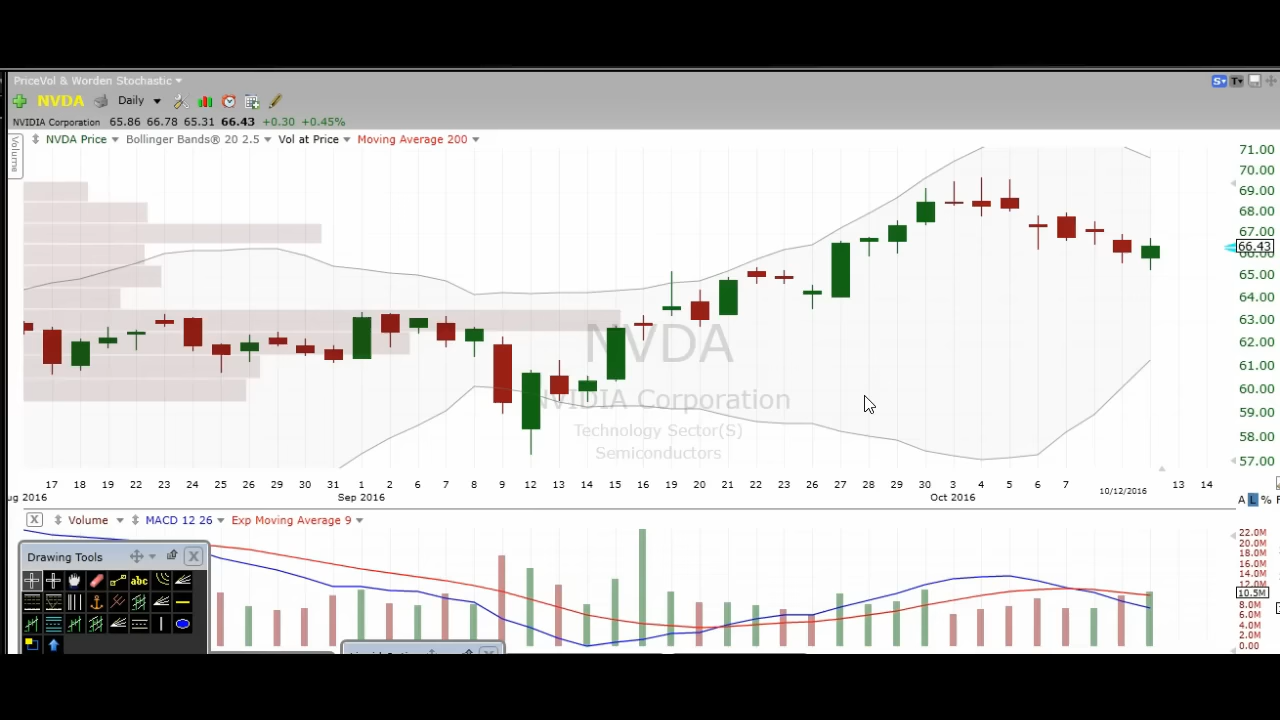 PriceVol & Worden Stochastic
NVDA Daily
NVIDIA Corporation 65.86 66.78 65.31 66.43 +0.30 +0.45%
NVDA Price Bollinger Bands® 20 2.5 Vol at Price Moving Average 200
Volume
71.00
70.00
69.00
68.00
67.00
66.43
66.00
65.00
64.00
63.00
62.00
61.00
60.00
59.00
58.00
57.00
NVDA
NVIDIA Corporation
Technology Sector(S)
Semiconductors
17 18 19 22 23 24 25 26 29 30 31 1 2 6 7 8 9 12 13 14 15 16 19 20 21 22 23 26 27 28 29 30 3 4 5 6 7 10/12/2016 13 14
ug 2016 Sep 2016 Oct 2016
A L %
X Volume MACD 12 26 Exp Moving Average 9
22.0M
20.0M
18.0M
16.0M
14.0M
12.0M
10.5M
8.0M
6.0M
4.0M
2.0M
0.00
Drawing Tools X
abc